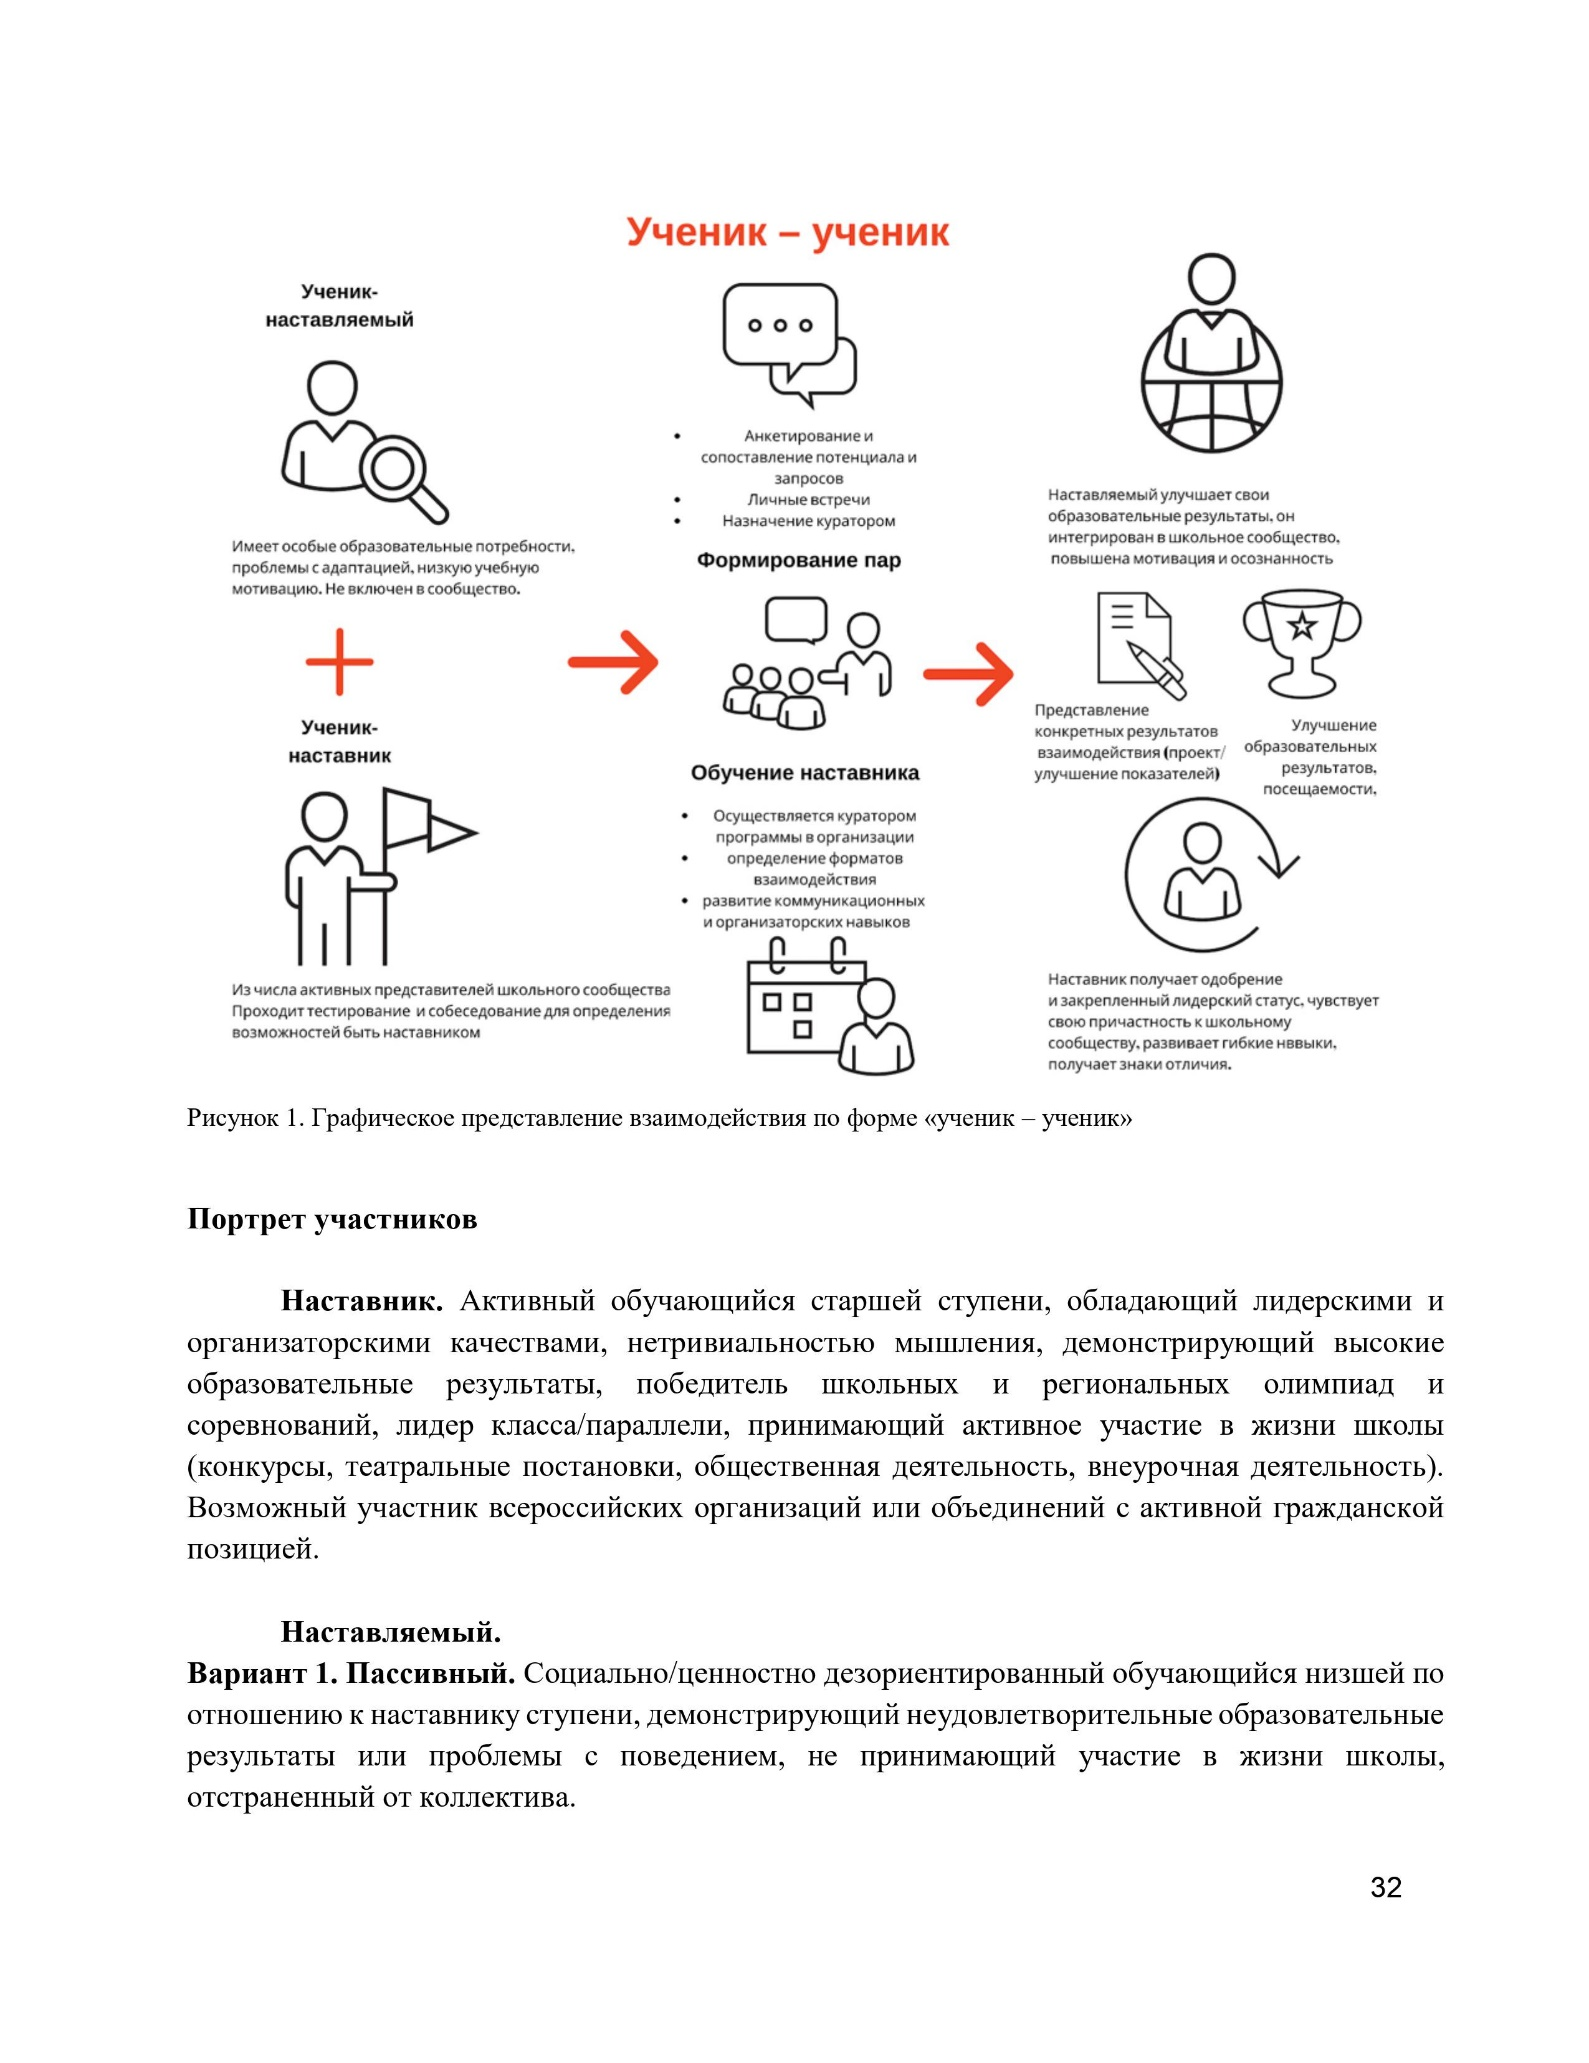 Ученик – ученик
Ученик-
наставляемый
Имеет особые образовательные потребности,
проблемы с адаптацией, низкую учебную
мотивацию. Не включен в сообщество.
Ученик-
наставник
Из числа активных представителей школьного сообщества
Проходит тестирование и собеседование для определения
возможностей быть наставником
• Анкетирование и
сопоставление потенциала и
запросов
• Личные встречи
• Назначение куратором
Формирование пар
Обучение наставника
• Осуществляется куратором
программы в организации
• определение форматов
взаимодействия
• развитие коммуникационных
и организаторских навыков
Наставляемый улучшает свои
образовательные результаты, он
интегрирован в школьное сообщество,
повышена мотивация и осознанность
Представление
конкретных результатов
взаимодействия (проект/
улучшение показателей)
Улучшение
образовательных
результатов,
посещаемости,
Наставник получает одобрение
и закрепленный лидерский статус, чувствует
свою причастность к школьному
сообществу, развивает гибкие нввыки,
получает знаки отличия.
Рисунок 1. Графическое представление взаимодействия по форме «ученик – ученик»
Портрет участников
Наставник. Активный обучающийся старшей ступени, обладающий лидерскими и
организаторскими качествами, нетривиальностью мышления, демонстрирующий высокие
образовательные результаты, победитель школьных и региональных олимпиад и
соревнований, лидер класса/параллели, принимающий активное участие в жизни школы
(конкурсы, театральные постановки, общественная деятельность, внеурочная деятельность).
Возможный участник всероссийских организаций или объединений с активной гражданской
позицией.
Наставляемый.
Вариант 1. Пассивный. Социально/ценностно дезориентированный обучающийся низшей по
отношению к наставнику ступени, демонстрирующий неудовлетворительные образовательные
результаты или проблемы с поведением, не принимающий участие в жизни школы,
отстраненный от коллектива.
32